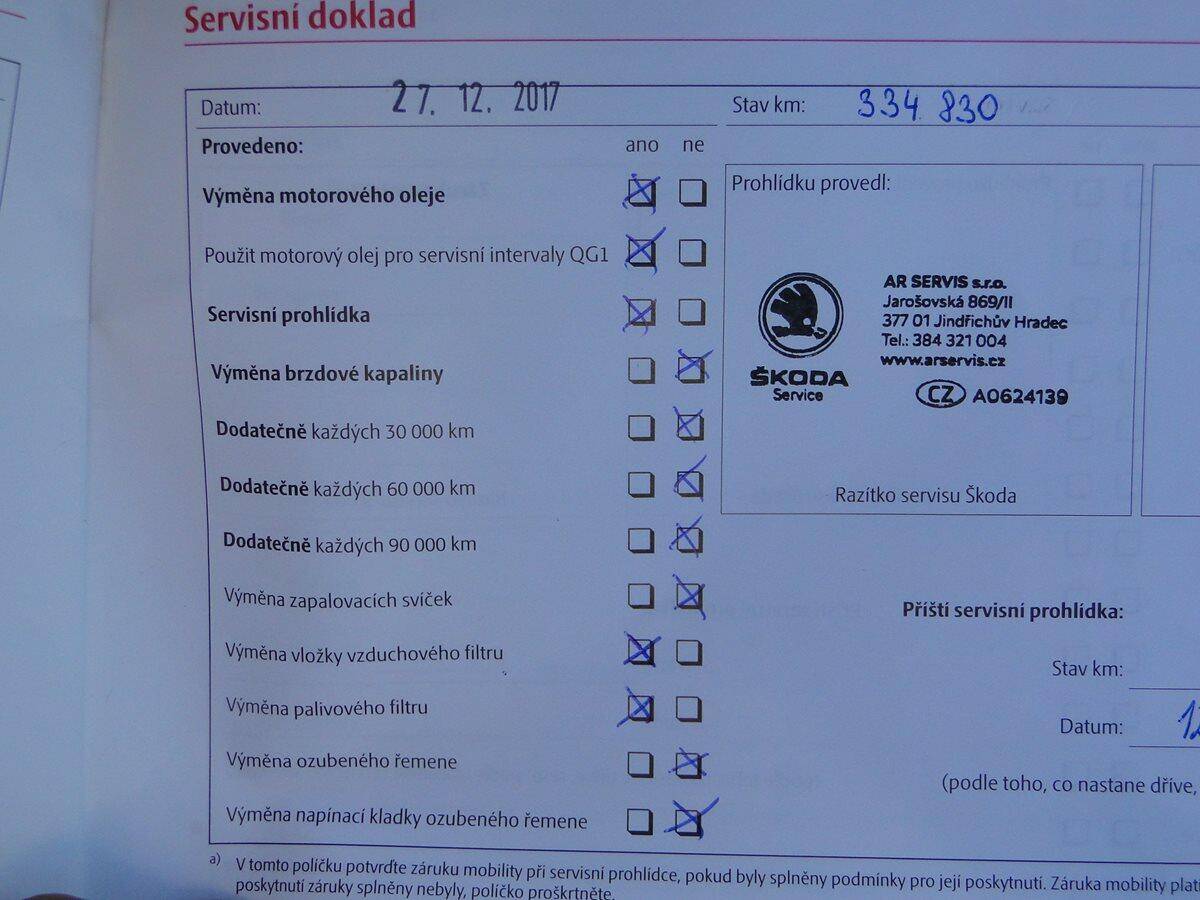 Servisní doklad
Datum: 27. 12. 2017 Stav km: 334 830
Provedeno: ano ne
Výměna motorového oleje
Prohlídku provedl:
Použit motorový olej pro servisní intervaly QG1
AR SERVIS s.r.o.
Jarošovská 869/II
377 01 Jindřichův Hradec
Tel.: 384 321 004
www.arservis.cz
ŠKODA
Service
CZ A0624139
Razítko servisu Škoda
Servisní prohlídka
Výměna brzdové kapaliny
Dodatečně každých 30 000 km
Dodatečně každých 60 000 km
Dodatečně každých 90 000 km
Výměna zapalovacích svíček
Výměna vložky vzduchového filtru
Výměna palivového filtru
Výměna ozubeného řemene
Výměna napínací kladky ozubeného řemene
Příští servisní prohlídka:
Stav km:
Datum: 12
(podle toho, co nastane dříve,
a) V tomto políčku potvrďte záruku mobility při servisní prohlídce, pokud byly splněny podmínky pro její poskytnutí. Záruka mobility platí
poskytnutí záruky splněny nebyly, políčko proškrtněte.